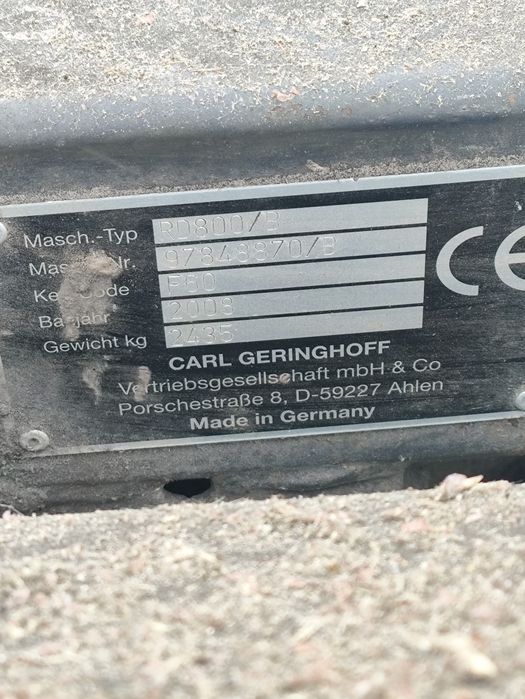 Masch.-Typ RD800/B
Masch.-Nr. 97848870/B
Ken-Code F60
Baujahr 2008
Gewicht kg 2435
CE
CARL GERINGHOFF
Vertriebsgesellschaft mbH & Co
Porschestraße 8, D-59227 Ahlen
Made in Germany